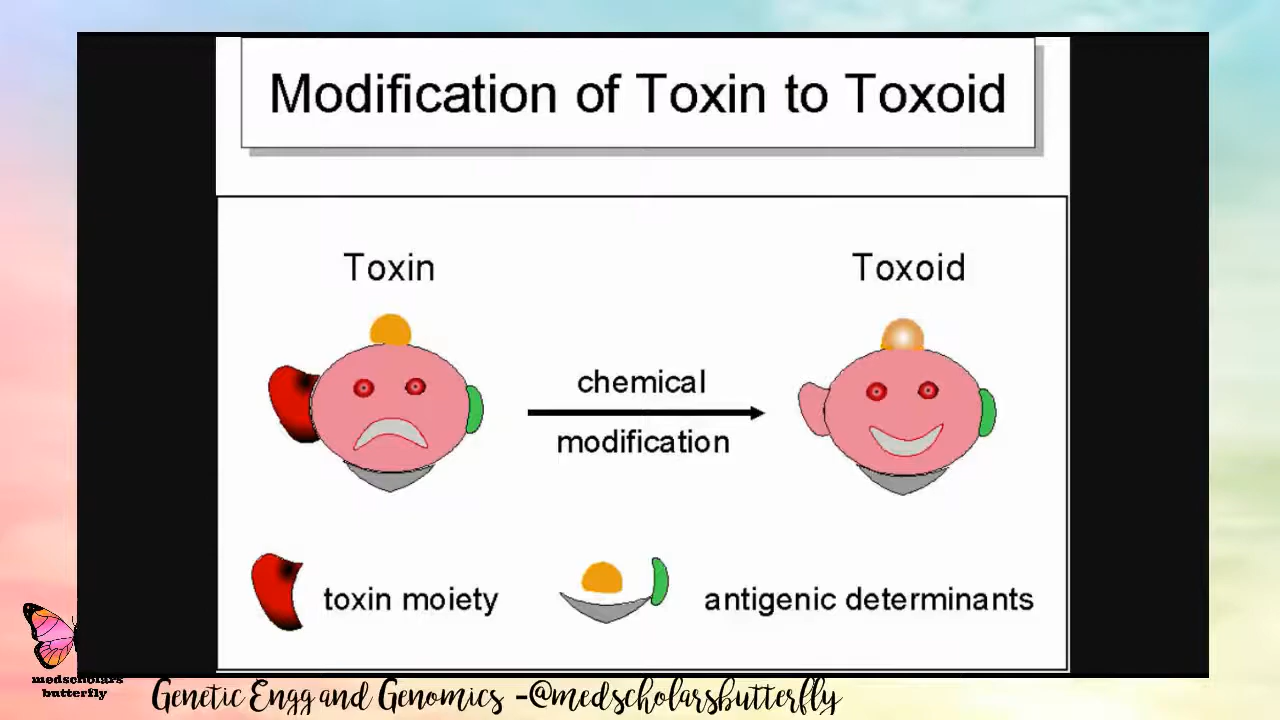 Modification of Toxin to Toxoid
Toxin
Toxoid
chemical
modification
toxin moiety
antigenic determinants
medscholars
butterfly
Genetic Engg and Genomics -@medscholarsbutterfly